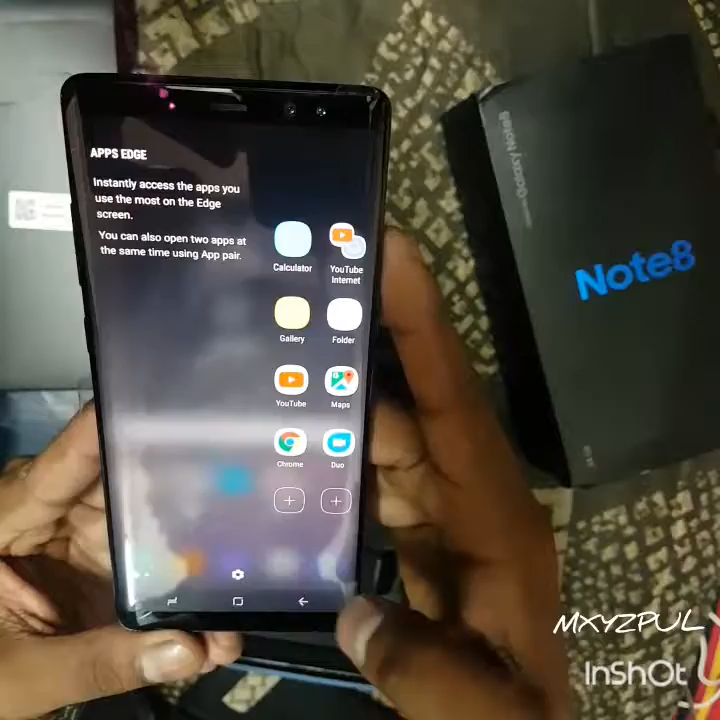 APPS EDGE
Instantly access the apps you
use the most on the Edge
screen.
You can also open two apps at
the same time using App pair.
Calculator
YouTube
Internet
Gallery
Folder
YouTube
Maps
Chrome
Duo
Galaxy Note8
Note8
MXYZPUL
InShOt